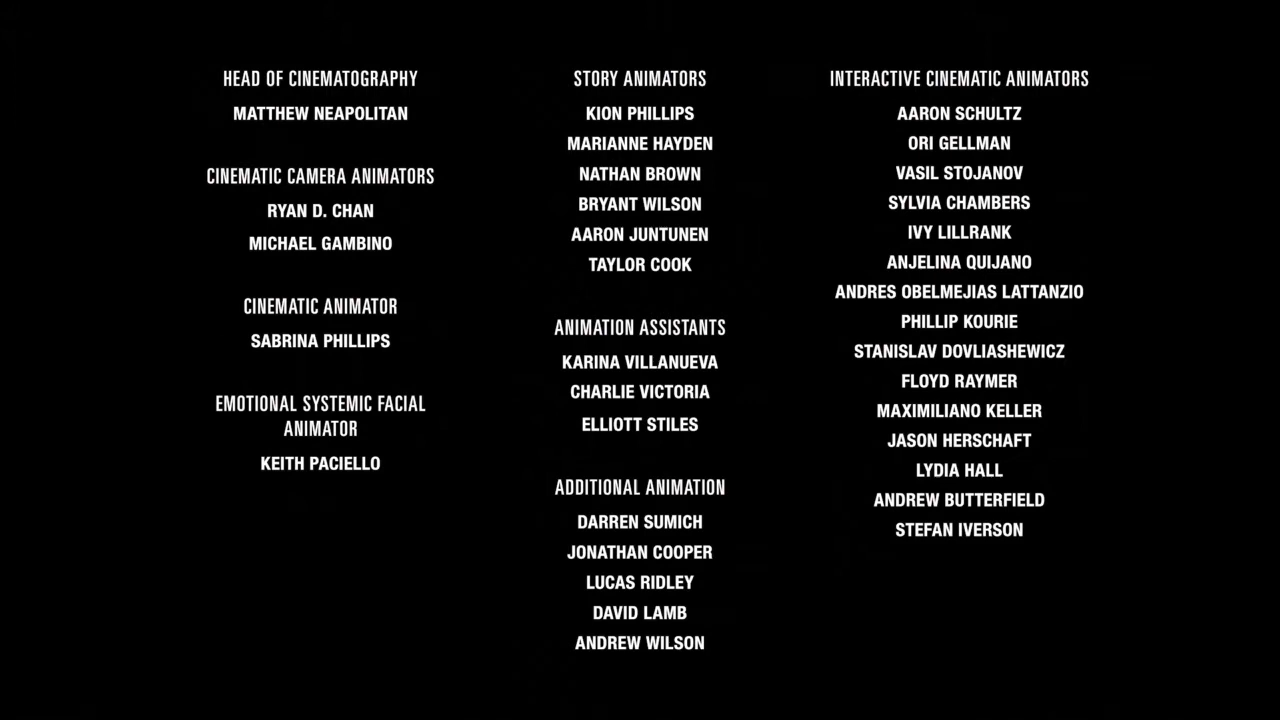 HEAD OF CINEMATOGRAPHY
MATTHEW NEAPOLITAN
CINEMATIC CAMERA ANIMATORS
RYAN D. CHAN
MICHAEL GAMBINO
CINEMATIC ANIMATOR
SABRINA PHILLIPS
EMOTIONAL SYSTEMIC FACIAL
ANIMATOR
KEITH PACIELLO
STORY ANIMATORS
KION PHILLIPS
MARIANNE HAYDEN
NATHAN BROWN
BRYANT WILSON
AARON JUNTUNEN
TAYLOR COOK
ANIMATION ASSISTANTS
KARINA VILLANUEVA
CHARLIE VICTORIA
ELLIOTT STILES
ADDITIONAL ANIMATION
DARREN SUMICH
JONATHAN COOPER
LUCAS RIDLEY
DAVID LAMB
ANDREW WILSON
INTERACTIVE CINEMATIC ANIMATORS
AARON SCHULTZ
ORI GELLMAN
VASIL STOJANOV
SYLVIA CHAMBERS
IVY LILLRANK
ANJELINA QUIJANO
ANDRES OBELMEJIAS LATTANZIO
PHILLIP KOURIE
STANISLAV DOVLIASHEWICZ
FLOYD RAYMER
MAXIMILIANO KELLER
JASON HERSCHAFT
LYDIA HALL
ANDREW BUTTERFIELD
STEFAN IVERSON